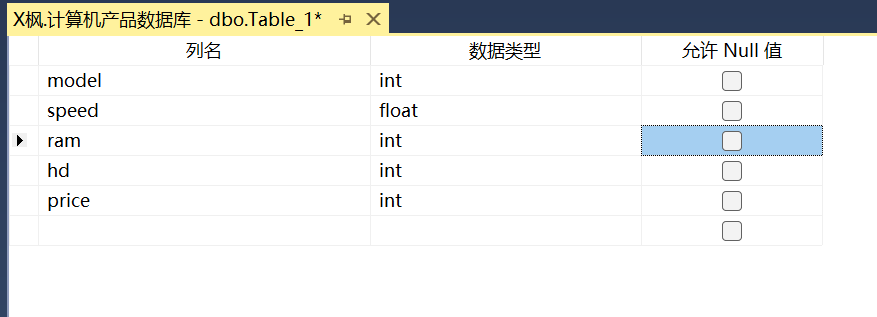 X枫.计算机产品数据库 - dbo.Table_1*
列名 数据类型 允许 Null 值
model int
speed float
ram int
hd int
price int